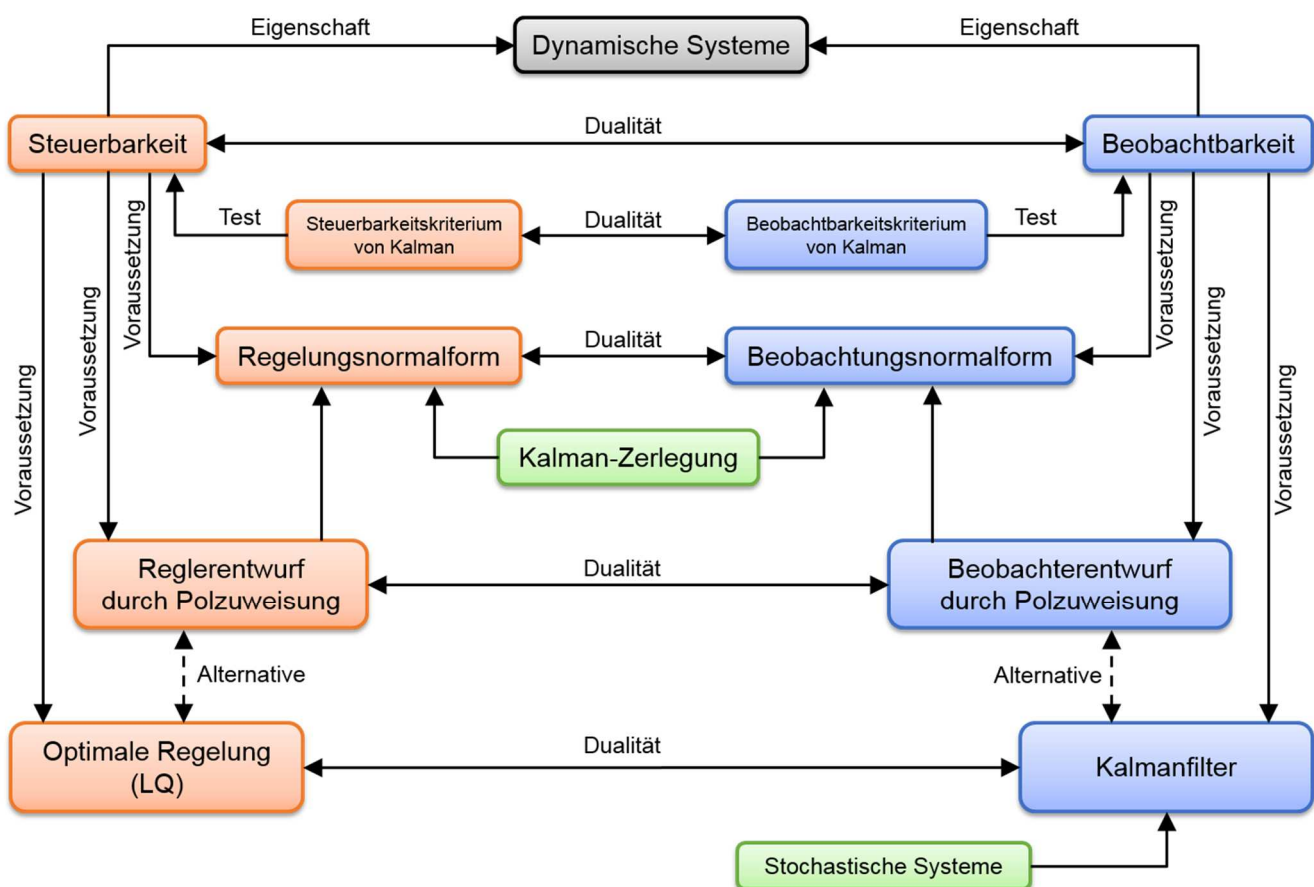 Eigenschaft
Dynamische Systeme
Eigenschaft
Steuerbarkeit
Dualität
Beobachtbarkeit
Test
Steuerbarkeitskriterium
von Kalman
Dualität
Beobachtbarkeitskriterium
von Kalman
Test
Voraussetzung
Voraussetzung
Voraussetzung
Voraussetzung
Voraussetzung
Voraussetzung
Regelungsnormalform
Dualität
Beobachtungsnormalform
Kalman-Zerlegung
Reglerentwurf
durch Polzuweisung
Dualität
Beobachterentwurf
durch Polzuweisung
Alternative
Alternative
Optimale Regelung
(LQ)
Dualität
Kalmanfilter
Stochastische Systeme